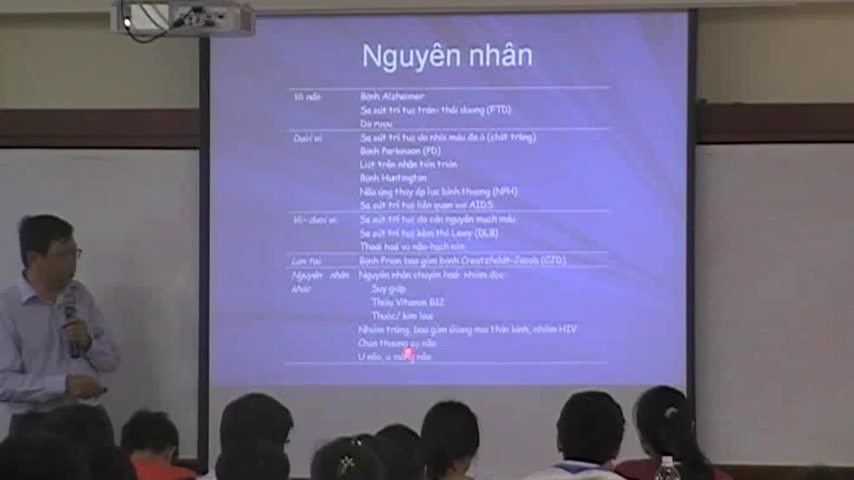 Nguyên nhân
Vỏ não
Bệnh Alzheimer
Sa sút trí tuệ trán- thái dương (FTD).
Do rượu
Dưới vỏ
Sa sút trí tuệ do nhồi máu đa ổ (chất trắng)
Bệnh Parkinson (PD)
Liệt trên nhân tiến triển
Bệnh Huntington
Não úng thủy áp lực bình thường (NPH)
Sa sút trí tuệ liên quan với AIDS
Vỏ- dưới vỏ
Sa sút trí tuệ do căn nguyên mạch máu
Sa sút trí tuệ kèm thể Lewy (DLB)
Thoái hoá vỏ não-hạch nền
Lan tỏa
Bệnh Prion bao gồm bệnh Creutzfeldt-Jacob (CJD)
Nguyên nhân khác
Nguyên nhân chuyển hoá- nhiễm độc:
Suy giáp
Thiếu Vitamin B12
Thuốc/ kim loại
Nhiễm trùng, bao gồm Giang mai thần kinh, nhiễm HIV
Chấn thương sọ não
U não, u màng não